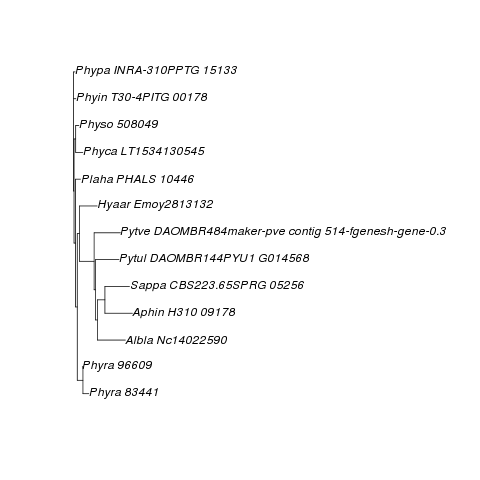 Phypa INRA-310PPTG 15133
Phyin T30-4PITG 00178
Physo 508049
Phyca LT1534130545
Plaha PHALS 10446
Hyaar Emoy2813132
Pytve DAOMBR484maker-pve contig 514-fgenesh-gene-0.3
Pytul DAOMBR144PYU1 G014568
Sappa CBS223.65SPRG 05256
Aphin H310 09178
Albla Nc14022590
Phyra 96609
Phyra 83441